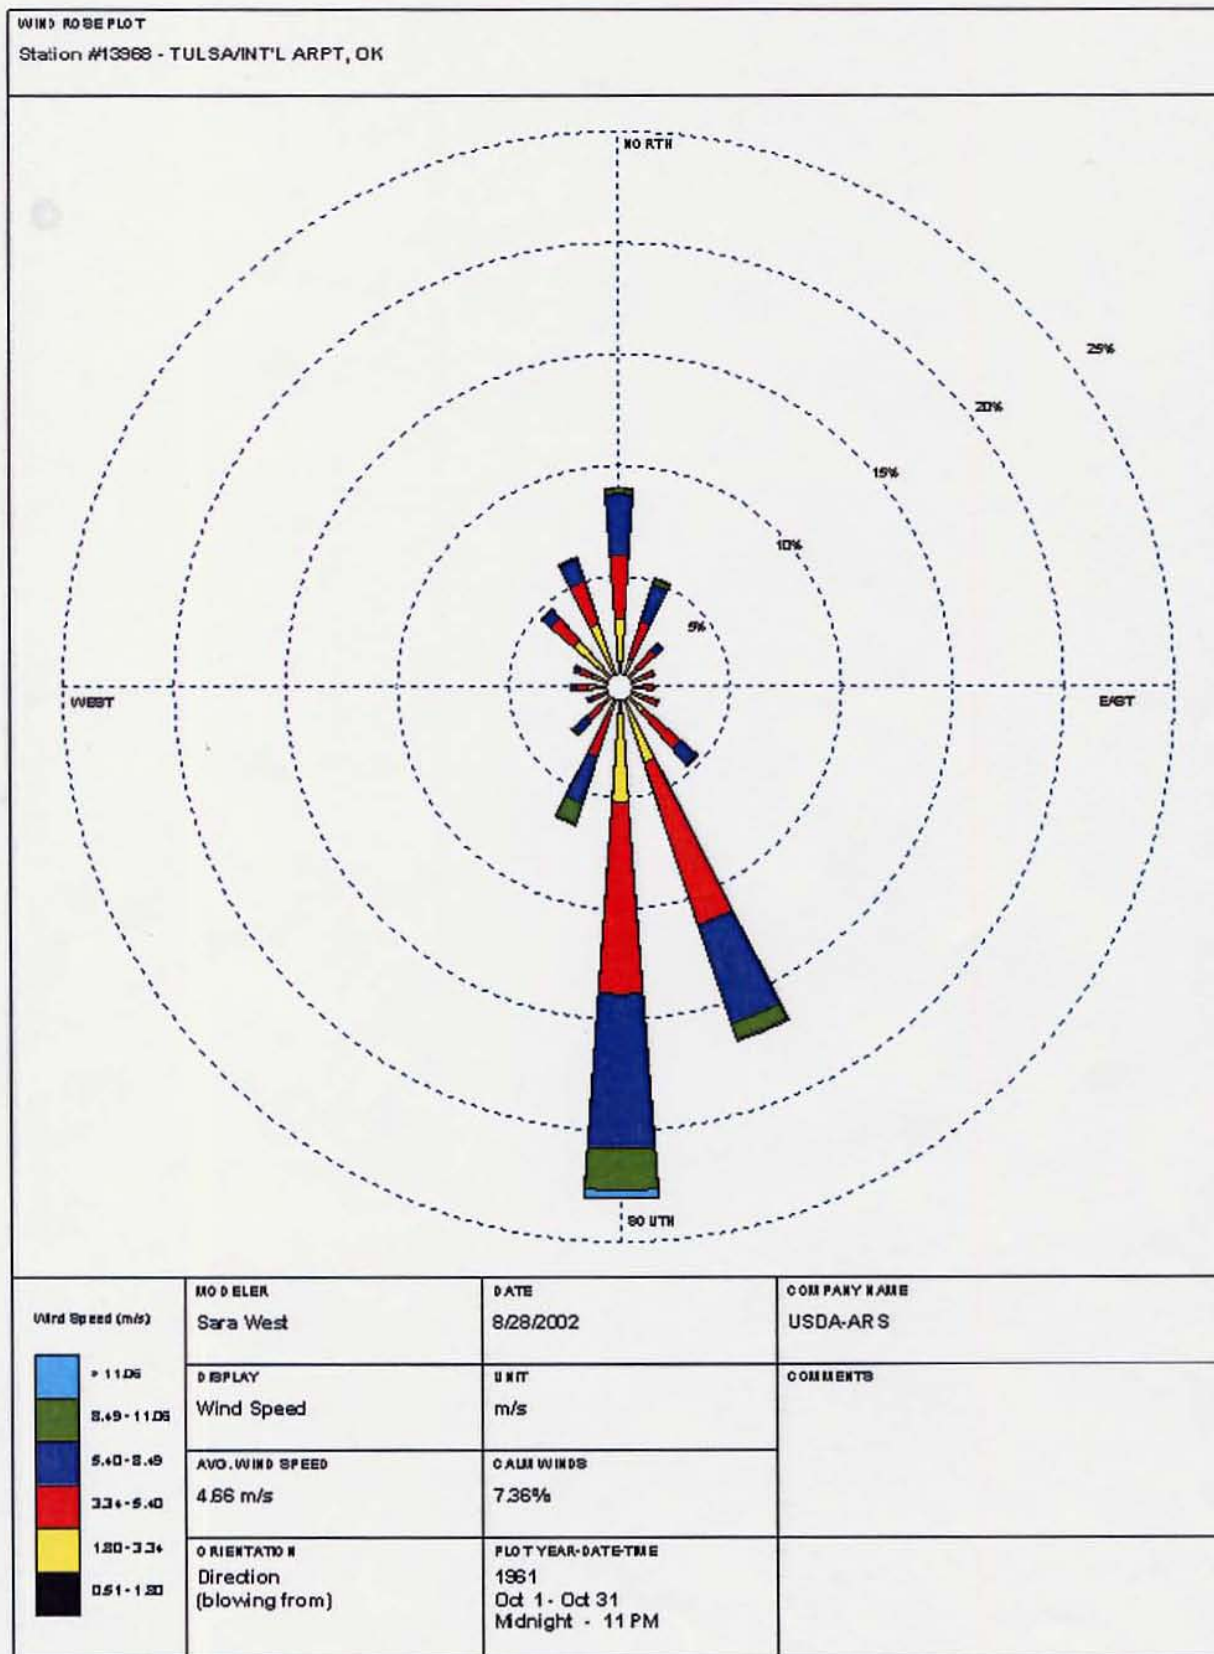 WIND ROSE PLOT
Station #13968 - TULSA/INT'L ARPT, OK
NORTH
25%
20%
15%
10%
5%
WEST
EAST
SOUTH
Wind Speed (m/s)
> 11.06
8.49 - 11.06
5.40 - 8.49
3.34 - 5.40
1.80 - 3.34
0.51 - 1.80
MODELER
Sara West
DATE
8/28/2002
COMPANY NAME
USDA-ARS
DISPLAY
Wind Speed
UNIT
m/s
COMMENTS
AVG. WIND SPEED
4.66 m/s
CALM WINDS
7.36%
ORIENTATION
Direction
(blowing from)
PLOT YEAR-DATE-TIME
1961
Oct 1 - Oct 31
Midnight - 11 PM